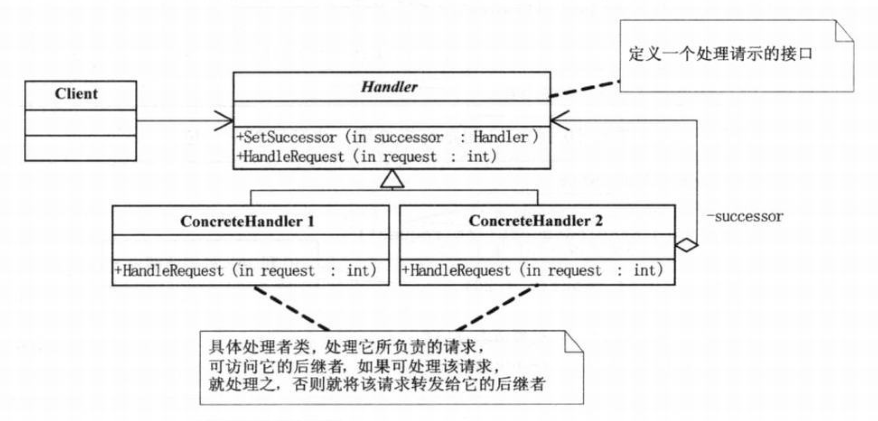 定义一个处理请示的接口
Client
Handler
+SetSuccessor (in successor : Handler)
+HandleRequest (in request : int)
ConcreteHandler 1
+HandleRequest (in request : int)
ConcreteHandler 2
+HandleRequest (in request : int)
-successor
具体处理者类，处理它所负责的请求，
可访问它的后继者，如果可处理该请求，
就处理之，否则就将该请求转发给它的后继者